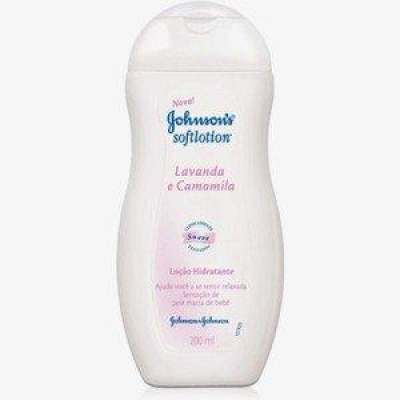 Novo!
Johnson's
softlotion
Lavanda
e Camomila
Suave
Loção Hidratante
Ajuda você a se sentir relaxada
Sensação de
pele macia de bebê
Johnson & Johnson
200 ml